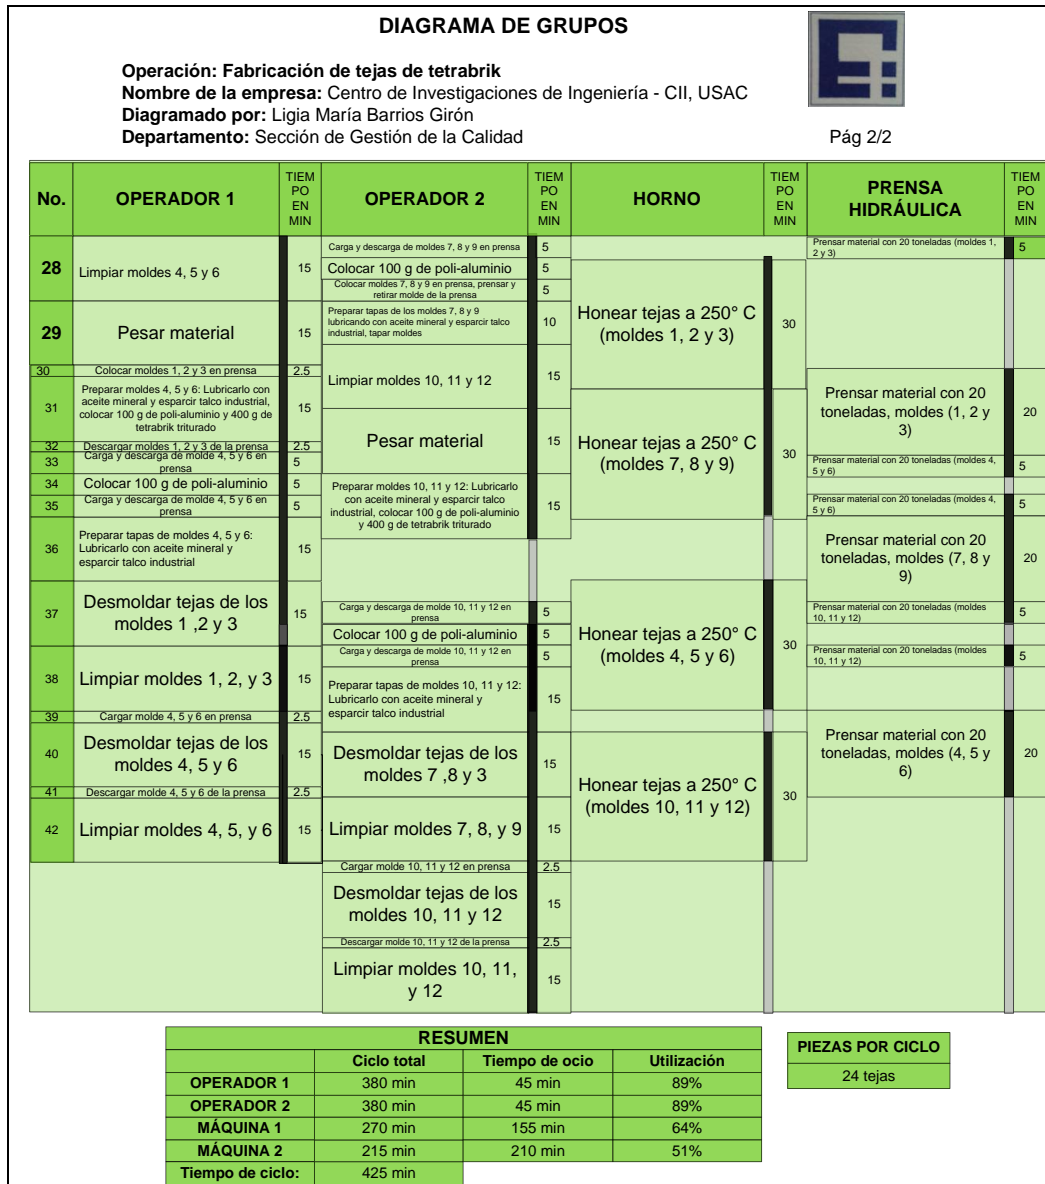 DIAGRAMA DE GRUPOS
Operación: Fabricación de tejas de tetrabrik
Nombre de la empresa: Centro de Investigaciones de Ingeniería - CII, USAC
Diagramado por: Ligia María Barrios Girón
Departamento: Sección de Gestión de la Calidad
Pág 2/2
No.
OPERADOR 1
TIEM
PO
EN
MIN
OPERADOR 2
TIEM
PO
EN
MIN
HORNO
TIEM
PO
EN
MIN
PRENSA
HIDRÁULICA
TIEM
PO
EN
MIN
28
Limpiar moldes 4, 5 y 6
15
29
Pesar material
15
30
Colocar moldes 1, 2 y 3 en prensa
2.5
31
Preparar moldes 4, 5 y 6: Lubricarlo con
aceite mineral y esparcir talco industrial,
colocar 100 g de poli-aluminio y 400 g de
tetrabrik triturado
15
32
Descargar moldes 1, 2 y 3 de la prensa
2.5
33
Carga y descarga de molde 4, 5 y 6 en
prensa
5
34
Colocar 100 g de poli-aluminio
5
35
Carga y descarga de molde 4, 5 y 6 en
prensa
5
36
Preparar tapas de moldes 4, 5 y 6:
Lubricarlo con aceite mineral y
esparcir talco industrial
15
37
Desmoldar tejas de los
moldes 1 ,2 y 3
15
38
Limpiar moldes 1, 2, y 3
15
39
Cargar molde 4, 5 y 6 en prensa
2.5
40
Desmoldar tejas de los
moldes 4, 5 y 6
15
41
Descargar molde 4, 5 y 6 de la prensa
2.5
42
Limpiar moldes 4, 5, y 6
15
Carga y descarga de moldes 7, 8 y 9 en prensa
5
Colocar 100 g de poli-aluminio
5
Colocar moldes 7, 8 y 9 en prensa, prensar y
retirar molde de la prensa
5
Preparar tapas de los moldes 7, 8 y 9
lubricando con aceite mineral y esparcir talco
industrial, tapar moldes
10
Limpiar moldes 10, 11 y 12
15
Pesar material
15
Preparar moldes 10, 11 y 12: Lubricarlo
con aceite mineral y esparcir talco
industrial, colocar 100 g de poli-aluminio
y 400 g de tetrabrik triturado
15
Carga y descarga de molde 10, 11 y 12 en
prensa
5
Colocar 100 g de poli-aluminio
5
Carga y descarga de molde 10, 11 y 12 en
prensa
5
Preparar tapas de moldes 10, 11 y 12:
Lubricarlo con aceite mineral y
esparcir talco industrial
15
Desmoldar tejas de los
moldes 7 ,8 y 3
15
Limpiar moldes 7, 8, y 9
15
Cargar molde 10, 11 y 12 en prensa
2.5
Desmoldar tejas de los
moldes 10, 11 y 12
15
Descargar molde 10, 11 y 12 de la prensa
2.5
Limpiar moldes 10, 11,
y 12
15
Honear tejas a 250° C
(moldes 1, 2 y 3)
30
Honear tejas a 250° C
(moldes 7, 8 y 9)
30
Honear tejas a 250° C
(moldes 4, 5 y 6)
30
Honear tejas a 250° C
(moldes 10, 11 y 12)
30
Prensar material con 20 toneladas (moldes 1,
2 y 3)
5
Prensar material con 20
toneladas, moldes (1, 2 y
3)
20
Prensar material con 20 toneladas (moldes 4,
5 y 6)
5
Prensar material con 20 toneladas (moldes 4,
5 y 6)
5
Prensar material con 20
toneladas, moldes (7, 8 y
9)
20
Prensar material con 20 toneladas (moldes
10, 11 y 12)
5
Prensar material con 20 toneladas (moldes
10, 11 y 12)
5
Prensar material con 20
toneladas, moldes (4, 5 y
6)
20
RESUMEN
Ciclo total Tiempo de ocio Utilización
OPERADOR 1 380 min 45 min 89%
OPERADOR 2 380 min 45 min 89%
MÁQUINA 1 270 min 155 min 64%
MÁQUINA 2 215 min 210 min 51%
Tiempo de ciclo: 425 min
PIEZAS POR CICLO
24 tejas